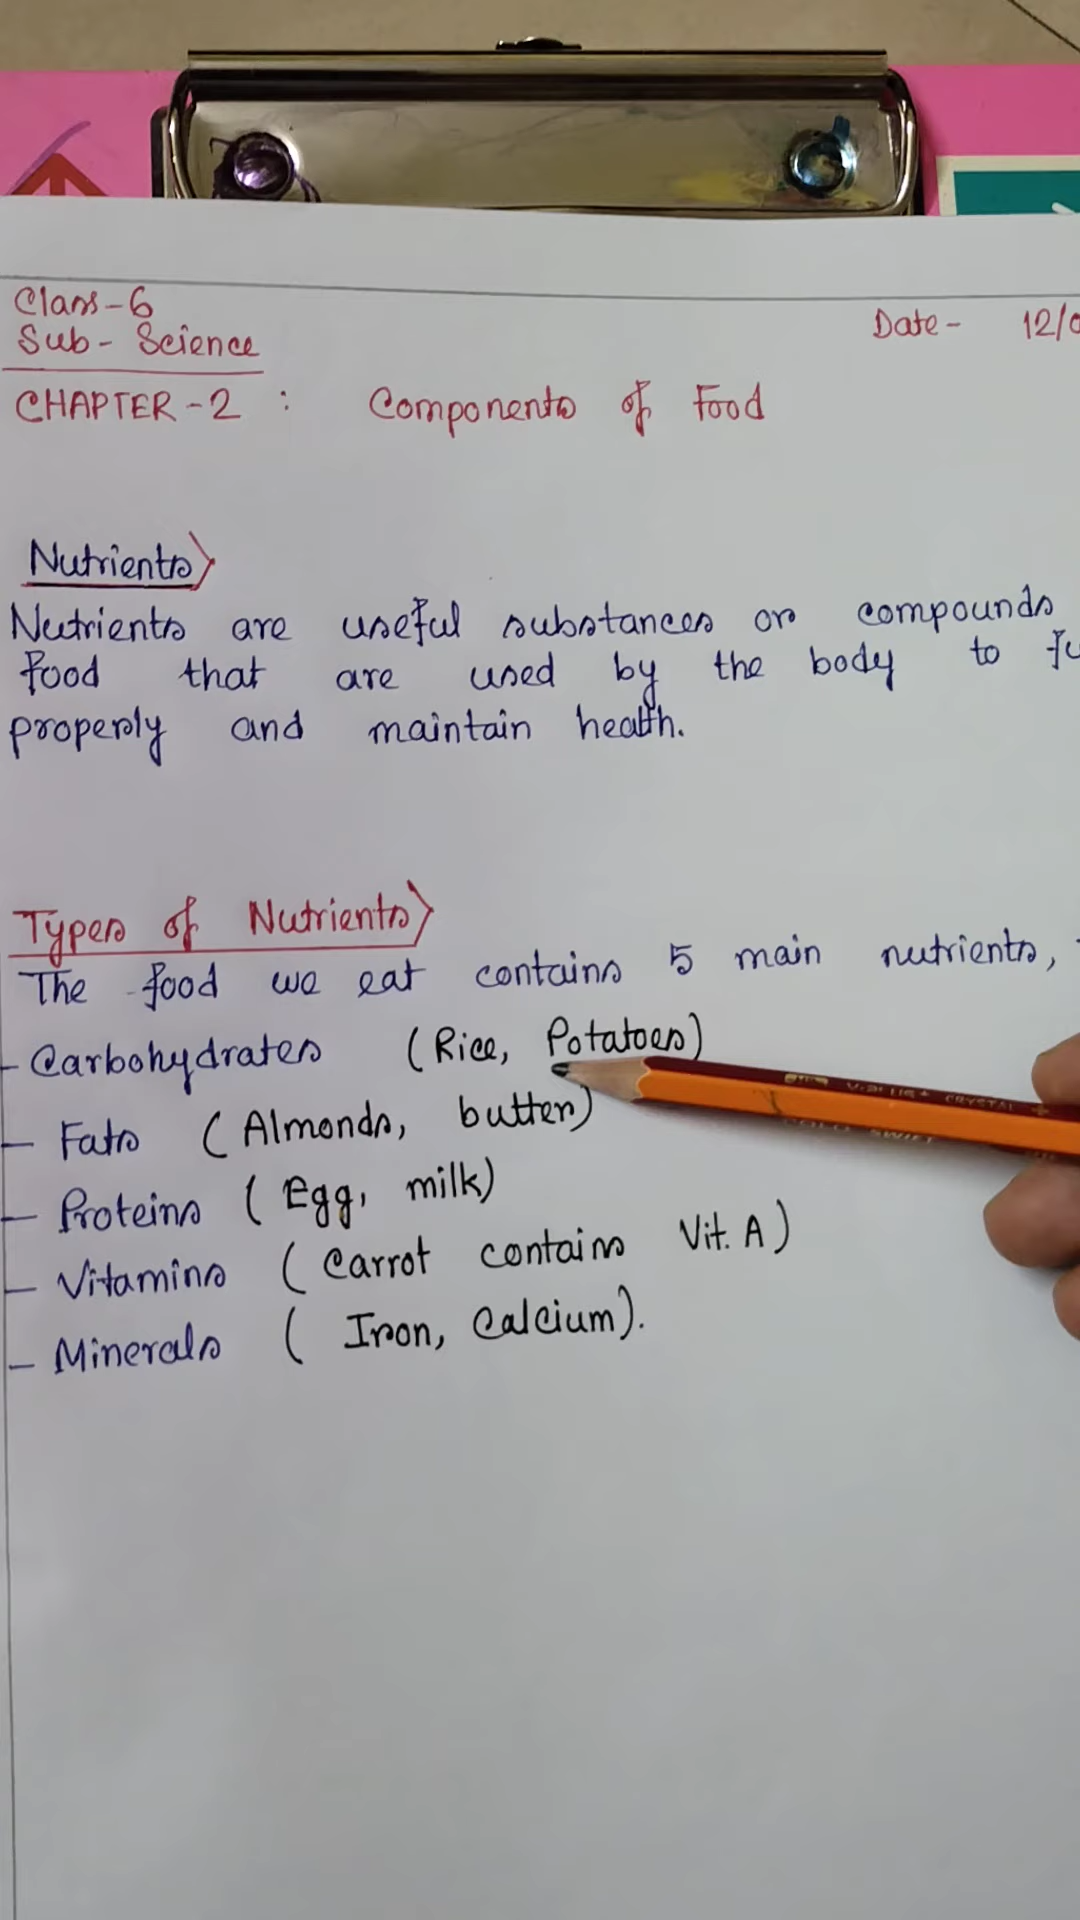 Class-6
Sub- Science
Date- 12/0
CHAPTER-2 : Components of Food
Nutrients
Nutrients are useful substances or compounds
food that are used by the body to fu
properly and maintain health.
Types of Nutrients
The food we eat contains 5 main nutrients,
- Carbohydrates (Rice, Potatoes)
- Fats (Almonds, butter)
- Proteins (Egg, milk)
- Vitamins (Carrot contains Vit. A)
- Minerals (Iron, Calcium).
CRYSTAL